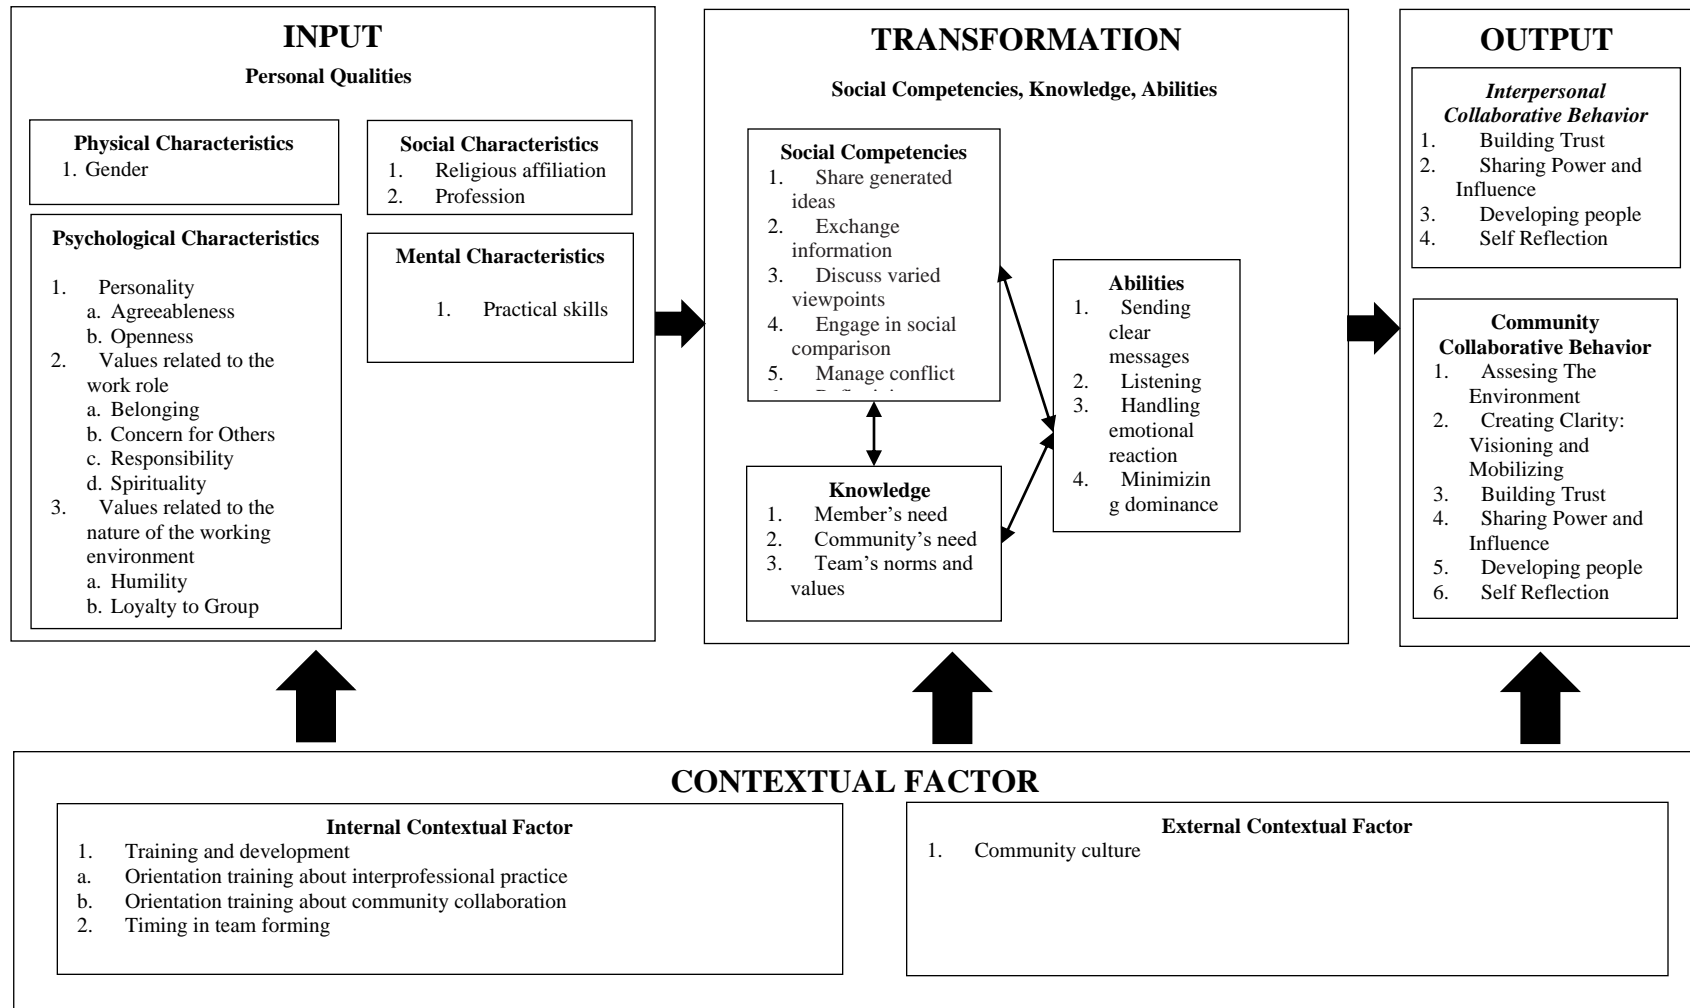 INPUT
Personal Qualities
Physical Characteristics
1. Gender
Social Characteristics
1. Religious affiliation
2. Profession
Psychological Characteristics
1. Personality
a. Agreeableness
b. Openness
2. Values related to the
work role
a. Belonging
b. Concern for Others
c. Responsibility
d. Spirituality
3. Values related to the
nature of the working
environment
a. Humility
b. Loyalty to Group
Mental Characteristics
1. Practical skills
TRANSFORMATION
Social Competencies, Knowledge, Abilities
Social Competencies
1. Share generated
ideas
2. Exchange
information
3. Discuss varied
viewpoints
4. Engage in social
comparison
5. Manage conflict
Knowledge
1. Member’s need
2. Community’s need
3. Team’s norms and
values
Abilities
1. Sending
clear
messages
2. Listening
3. Handling
emotional
reaction
4. Minimizin
g dominance
OUTPUT
Interpersonal
Collaborative Behavior
1. Building Trust
2. Sharing Power and
Influence
3. Developing people
4. Self Reflection
Community
Collaborative Behavior
1. Assesing The
Environment
2. Creating Clarity:
Visioning and
Mobilizing
3. Building Trust
4. Sharing Power and
Influence
5. Developing people
6. Self Reflection
CONTEXTUAL FACTOR
Internal Contextual Factor
1. Training and development
a. Orientation training about interprofessional practice
b. Orientation training about community collaboration
2. Timing in team forming
External Contextual Factor
1. Community culture